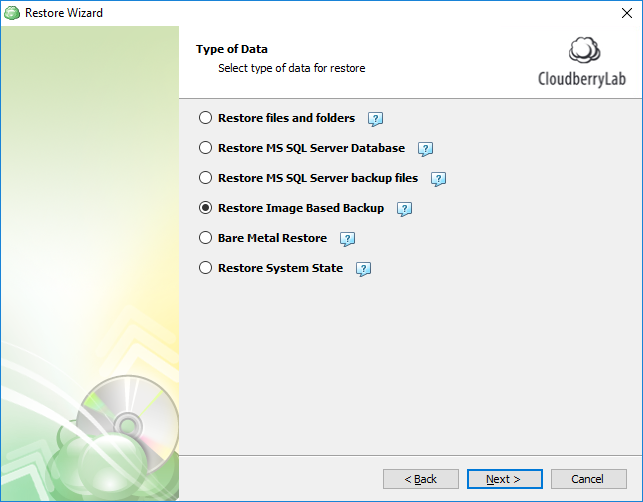 Restore Wizard
Type of Data
Select type of data for restore
CloudberryLab
Restore files and folders ?
Restore MS SQL Server Database ?
Restore MS SQL Server backup files ?
Restore Image Based Backup ?
Bare Metal Restore ?
Restore System State ?
< Back Next > Cancel